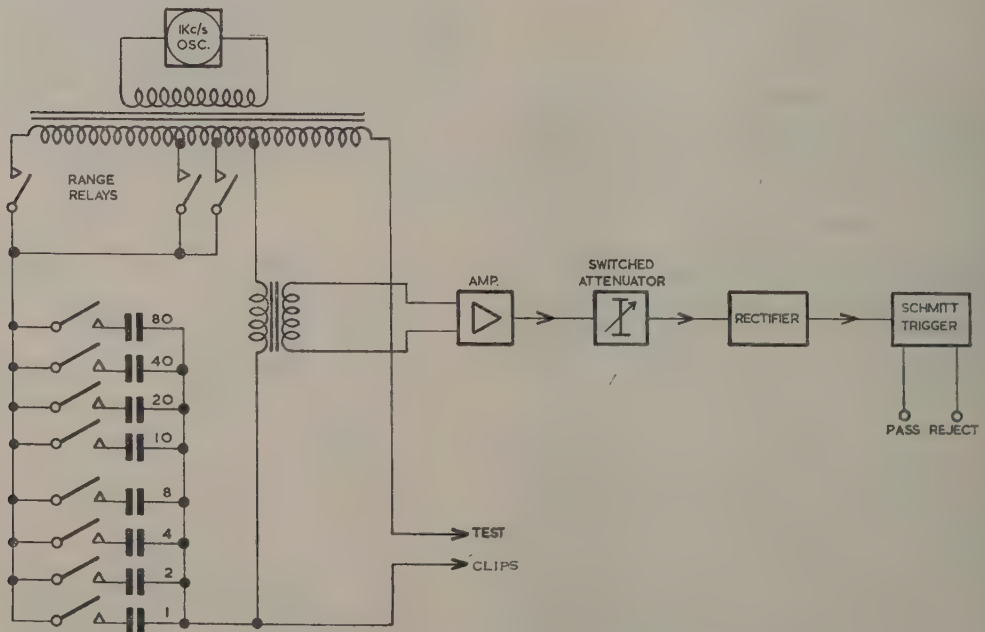 1Kc/s
OSC.
RANGE
RELAYS
80
40
20
10
8
4
2
1
AMP.
SWITCHED
ATTENUATOR
RECTIFIER
SCHMITT
TRIGGER
PASS REJECT
TEST
CLIPS